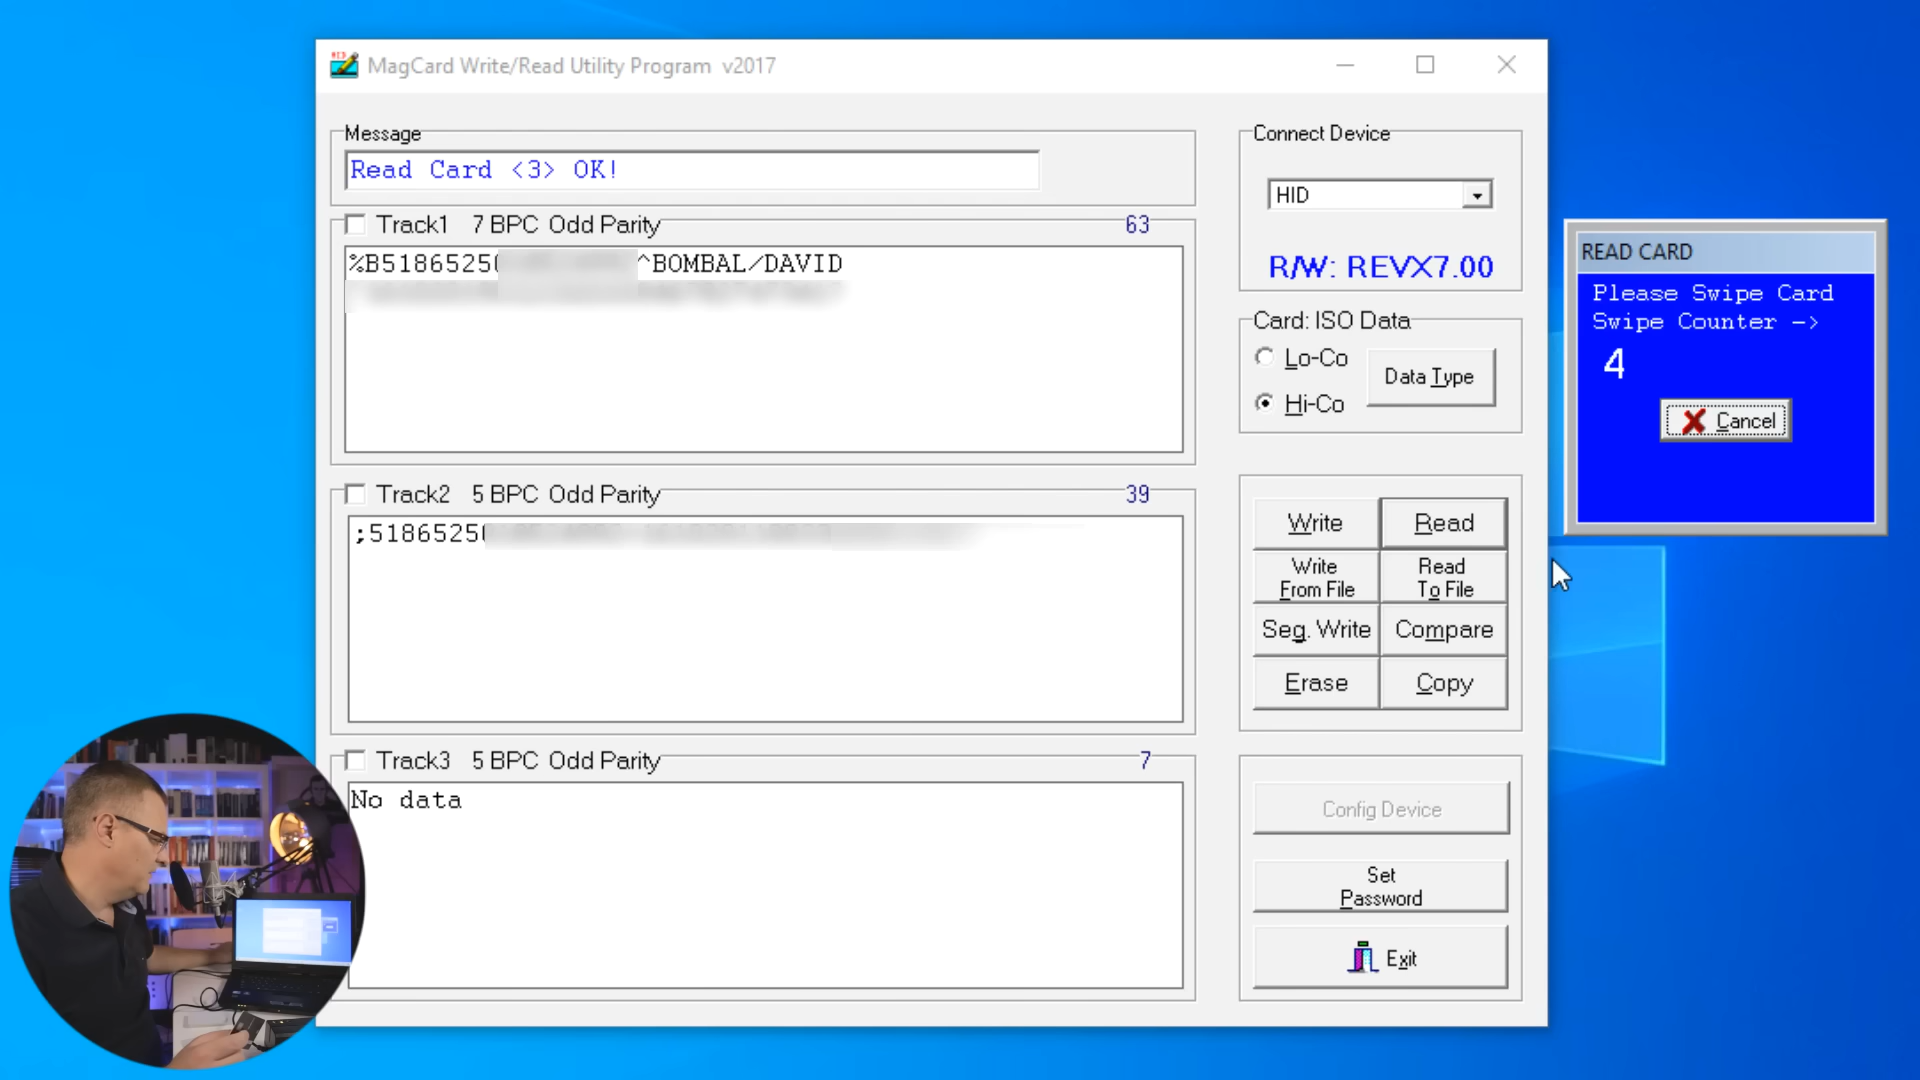 MagCard Write/Read Utility Program v2017
Message
Read Card <3> OK!
Track1 7 BPC Odd Parity 63
%B5186525 ^BOMBAL/DAVID
Track2 5 BPC Odd Parity 39
;5186525
Track3 5 BPC Odd Parity 7
No data
Connect Device
HID
R/W: REVX7.00
Card: ISO Data
Lo-Co
Hi-Co
Data Type
Write
Read
Write From File
Read To File
Seg. Write
Compare
Erase
Copy
Config Device
Set Password
Exit
READ CARD
Please Swipe Card
Swipe Counter ->
4
Cancel